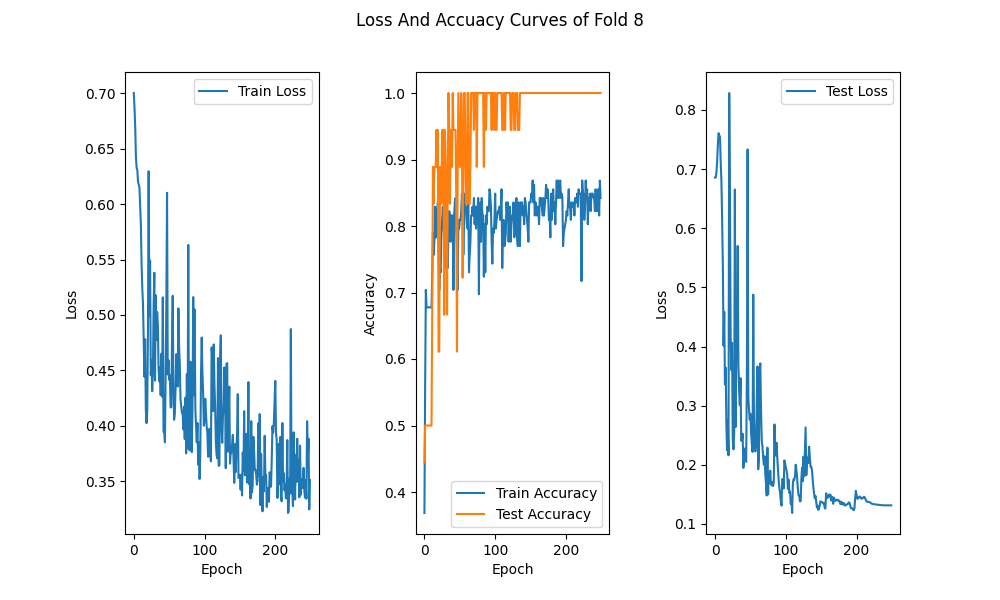 Loss And Accuacy Curves of Fold 8
Train Loss
0.70
0.65
0.60
0.55
0.50
0.45
0.40
0.35
Loss
0
100
200
Epoch
1.0
0.9
0.8
0.7
0.6
0.5
0.4
Accuracy
Train Accuracy
Test Accuracy
0
100
200
Epoch
Test Loss
0.8
0.7
0.6
0.5
0.4
0.3
0.2
0.1
Loss
0
100
200
Epoch